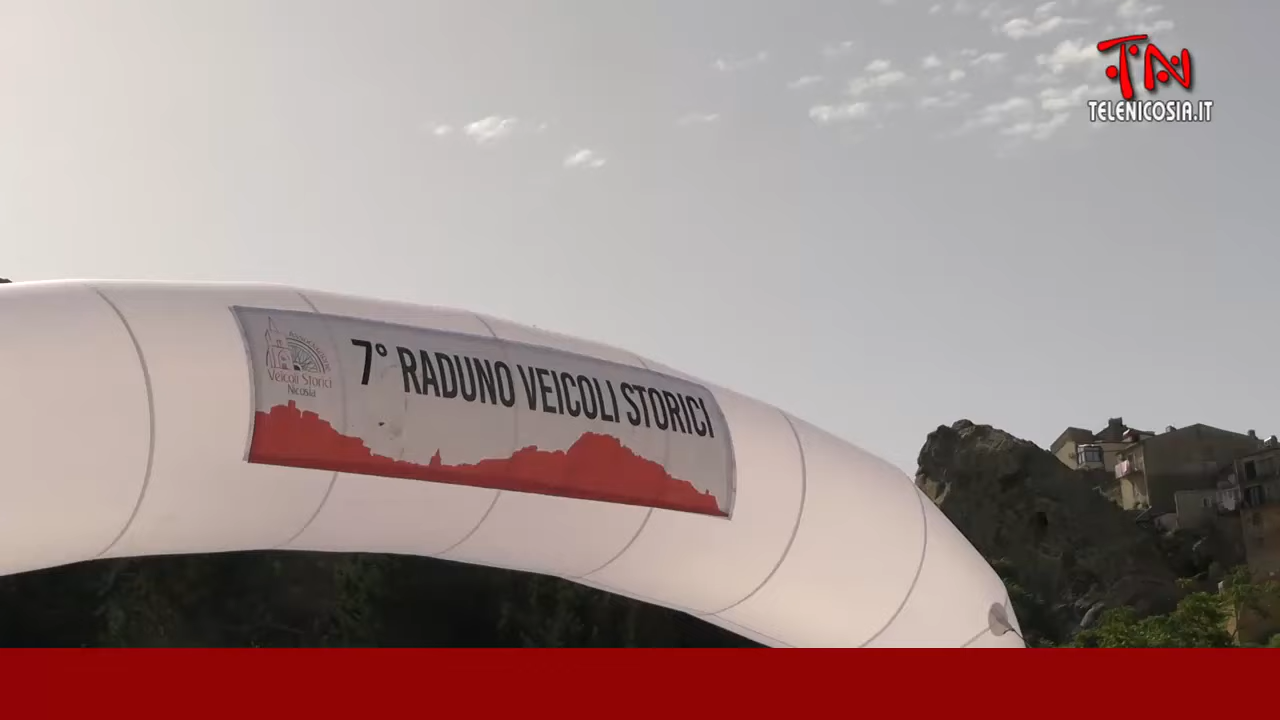 TN
TELENICOSIA.IT
7° RADUNO VEICOLI STORICI
Veicoli Storici
Nicosia